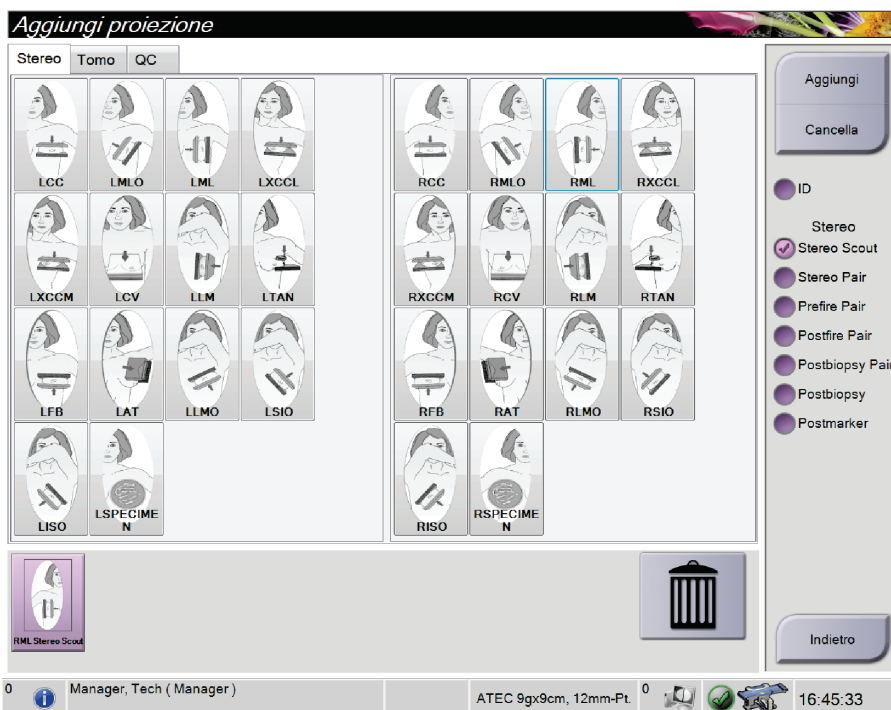 Aggiungi proiezione
Stereo Tomo QC
LCC LMLO LML LXCCL
RCC RMLO RML RXCCL
LXCCM LCV LLM LTAN
RXCCM RCV RLM RTAN
LFB LAT LLMO LSIO
RFB RAT RLMO RSIO
LISO LSPECIME
N
RISO RSPECIME
N
Aggiungi
Cancella
ID
Stereo
Stereo Scout
Stereo Pair
Prefire Pair
Postfire Pair
Postbiopsy Pair
Postbiopsy
Postmarker
RML Stereo Scout
Indietro
0 Manager, Tech ( Manager ) ATEC 9gx9cm, 12mm-Pt. 0 16:45:33